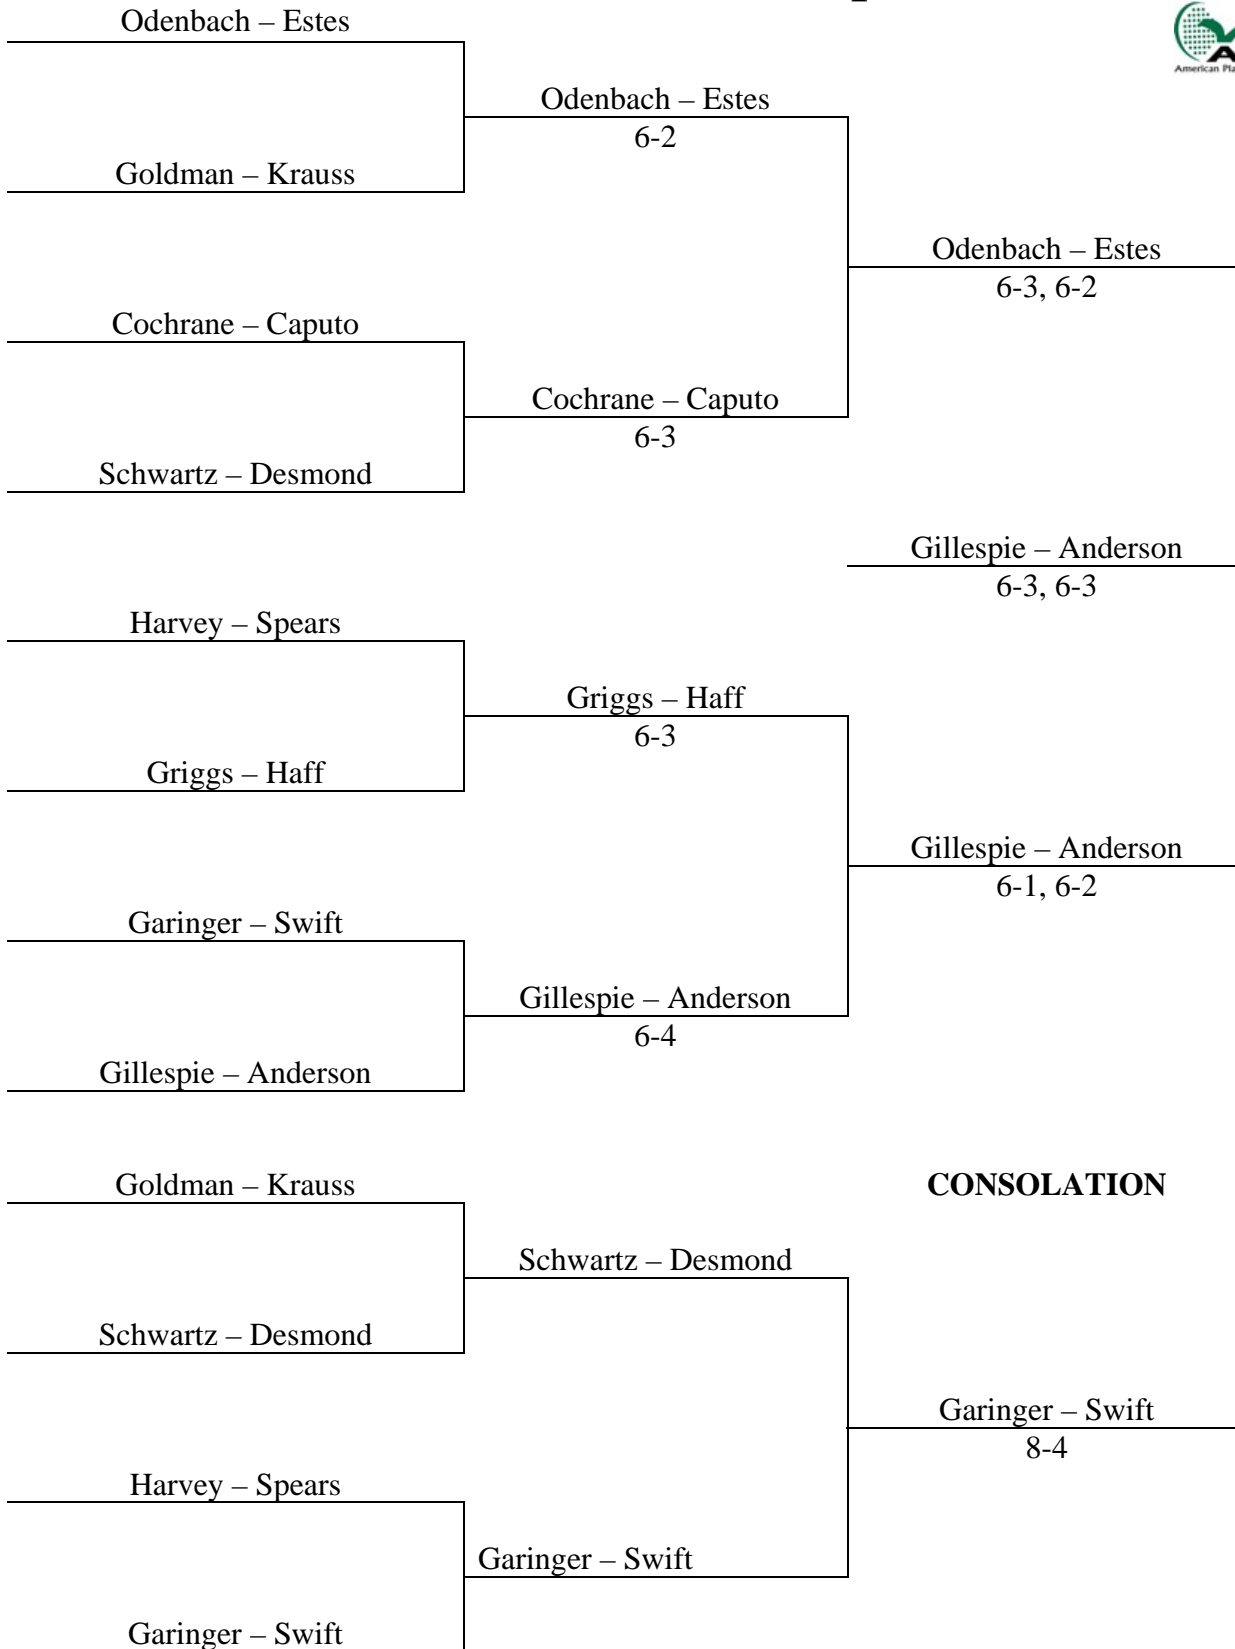 Odenbach – Estes
Odenbach – Estes
6-2
Goldman – Krauss
Odenbach – Estes
6-3, 6-2
Cochrane – Caputo
Cochrane – Caputo
6-3
Schwartz – Desmond
Gillespie – Anderson
6-3, 6-3
Harvey – Spears
Griggs – Haff
6-3
Griggs – Haff
Gillespie – Anderson
6-1, 6-2
Garinger – Swift
Gillespie – Anderson
6-4
Gillespie – Anderson
Goldman – Krauss
CONSOLATION
Schwartz – Desmond
Schwartz – Desmond
Garinger – Swift
8-4
Harvey – Spears
Garinger – Swift
Garinger – Swift
American